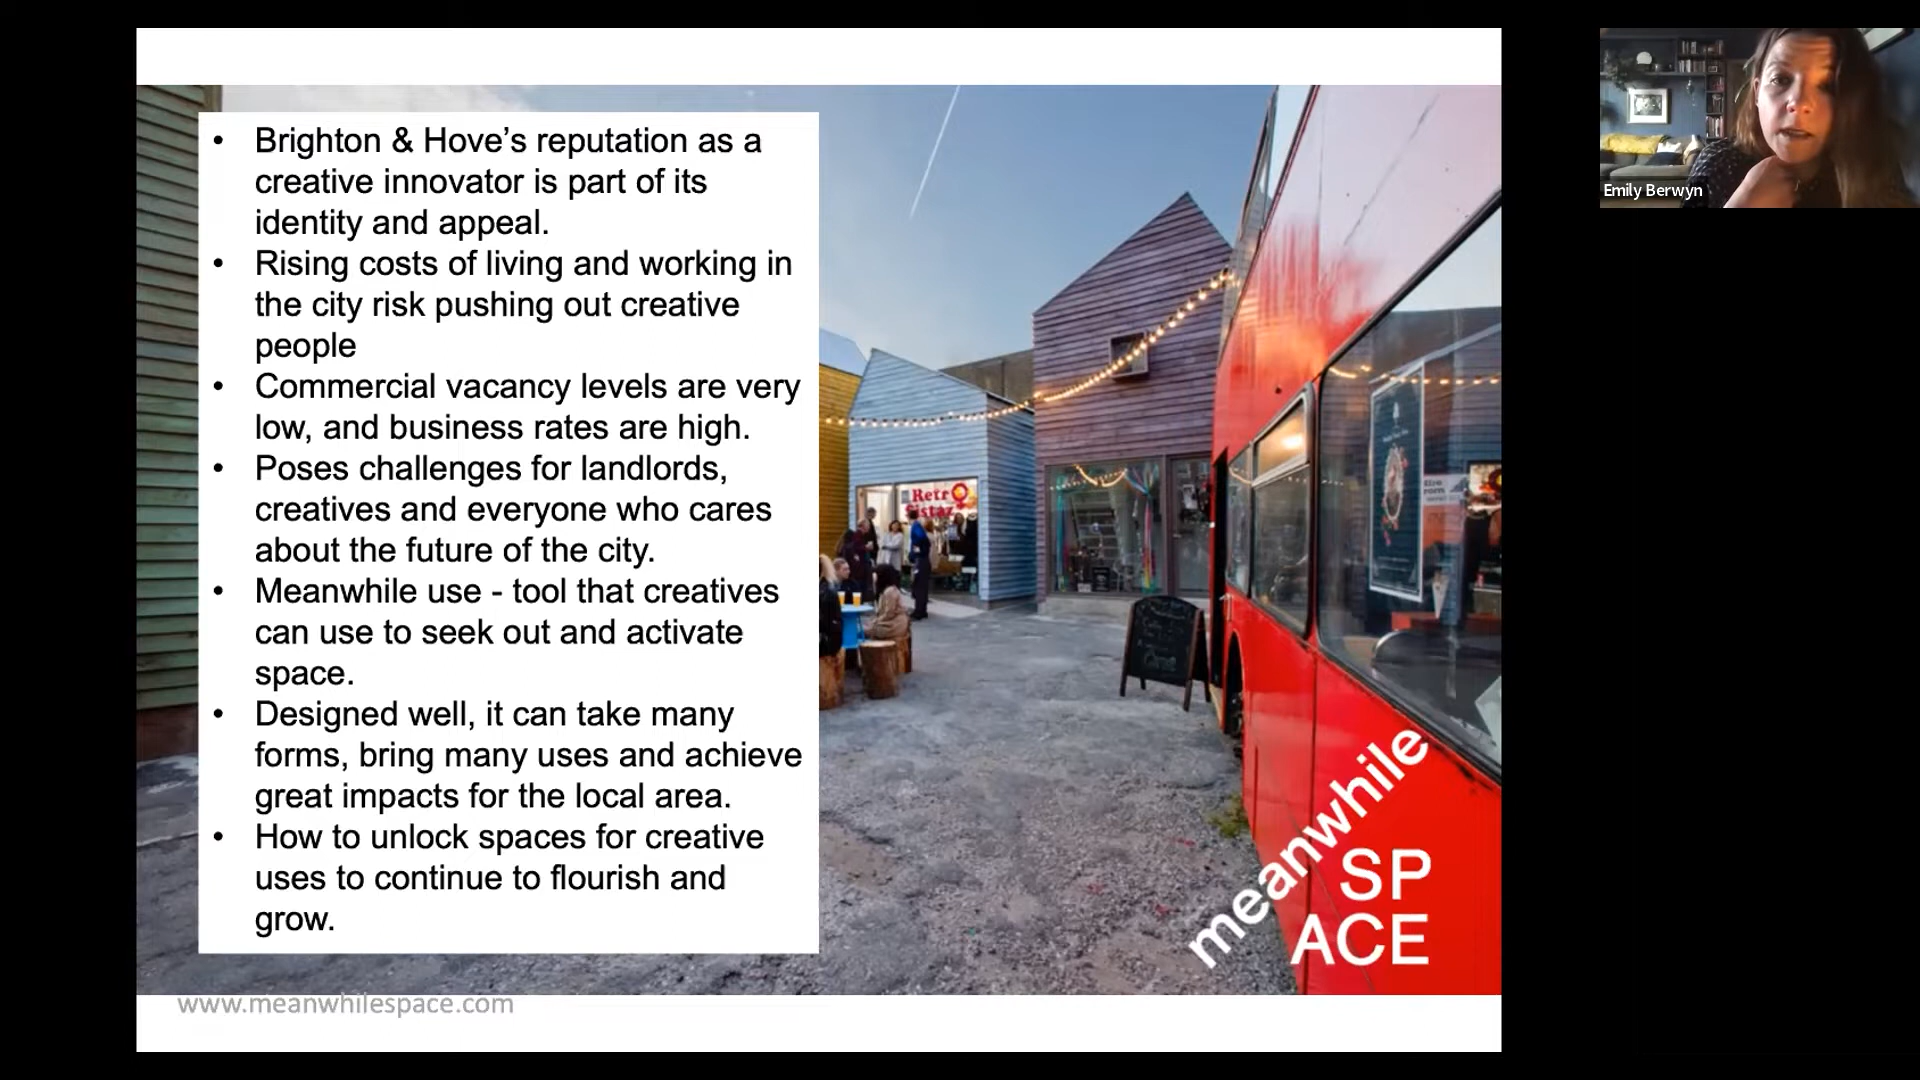 • Brighton & Hove’s reputation as a
creative innovator is part of its
identity and appeal.
• Rising costs of living and working in
the city risk pushing out creative
people
• Commercial vacancy levels are very
low, and business rates are high.
• Poses challenges for landlords,
creatives and everyone who cares
about the future of the city.
• Meanwhile use - tool that creatives
can use to seek out and activate
space.
• Designed well, it can take many
forms, bring many uses and achieve
great impacts for the local area.
• How to unlock spaces for creative
uses to continue to flourish and
grow.
Retro
Sistaz
meanwhile
SP
ACE
www.meanwhilespace.com
Emily Berwyn